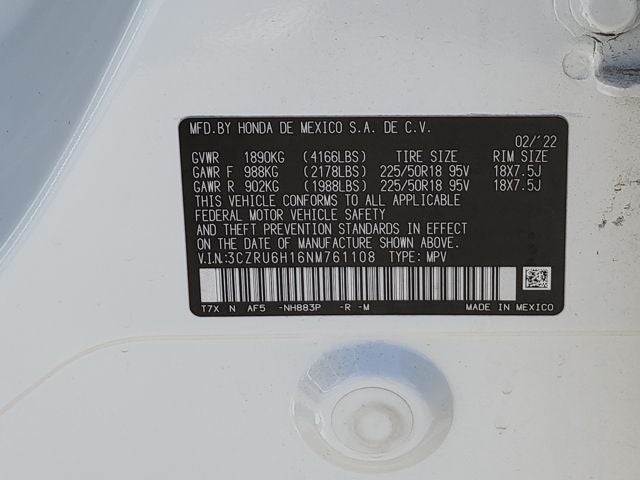 MFD.BY HONDA DE MEXICO S.A. DE C.V.
02/'22
GVWR 1890KG (4166LBS) TIRE SIZE RIM SIZE
GAWR F 988KG (2178LBS) 225/50R18 95V 18X7.5J
GAWR R 902KG (1988LBS) 225/50R18 95V 18X7.5J
THIS VEHICLE CONFORMS TO ALL APPLICABLE
FEDERAL MOTOR VEHICLE SAFETY
AND THEFT PREVENTION STANDARDS IN EFFECT
ON THE DATE OF MANUFACTURE SHOWN ABOVE.
V.I.N:3CZRU6H16NM761108 TYPE: MPV
T7X N AF5 -NH883P -R -M MADE IN MEXICO